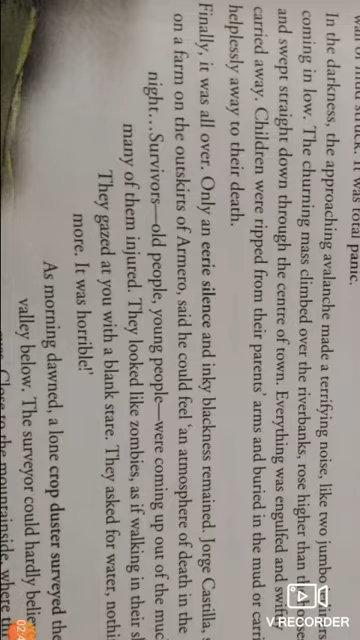 It was total panic.
In the darkness, the approaching avalanche made a terrifying noise, like two jumbo
coming in low. The churning mass climbed over the riverbanks, rose higher than
and swept straight down through the centre of town. Everything was engulfed and
carried away. Children were ripped from their parents' arms and buried in the mud or
helplessly away to their death.
Finally, it was all over. Only an eerie silence and inky blackness remained. Jorge Castilla,
on a farm on the outskirts of Armero, said he could feel 'an atmosphere of death in the
night…Survivors—old people, young people—were coming up out of the
many of them injured. They looked like zombies, as if walking in their
They gazed at you with a blank stare. They asked for water,
more. It was horrible!'
As morning dawned, a lone crop duster surveyed the
valley below. The surveyor could hardly
Close to the mountainside, where
V.RECORDER